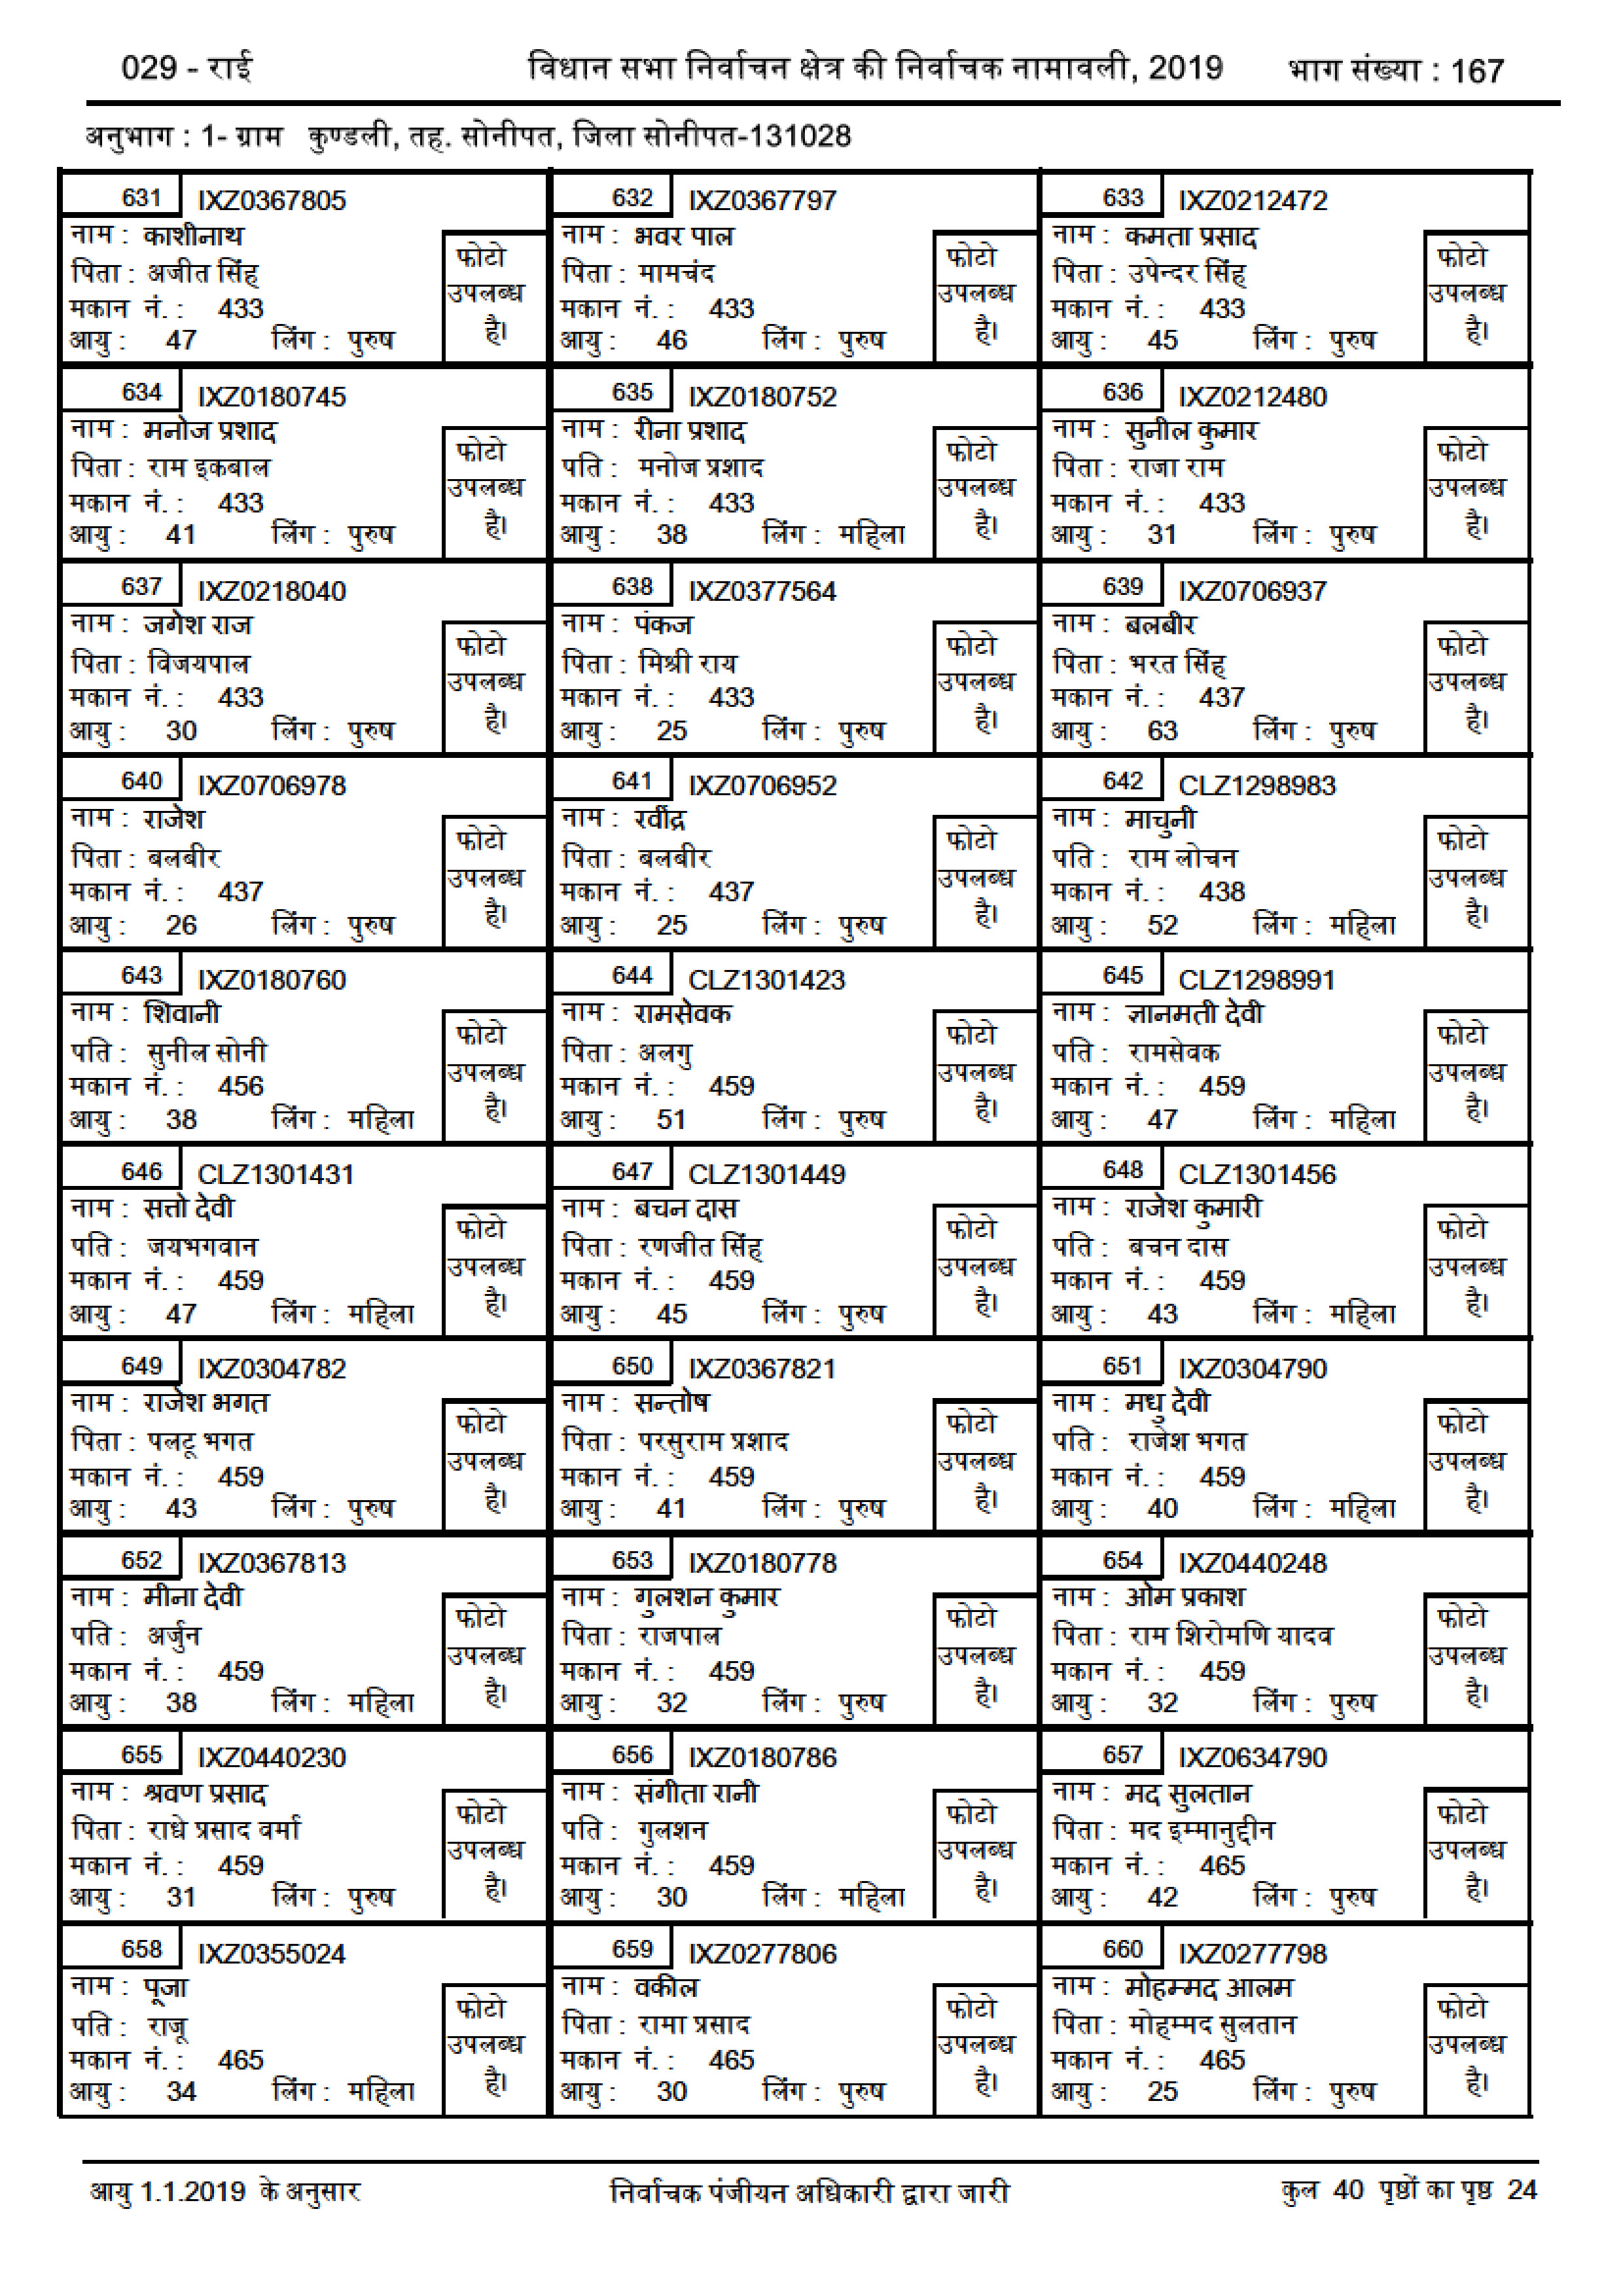 029 - राई विधान सभा निर्वाचन क्षेत्र की निर्वाचक नामावली, 2019 भाग संख्या : 167
अनुभाग : 1- ग्राम कुण्डली, तह. सोनीपत, जिला सोनीपत-131028
631 IXZ0367805
नाम : काशीनाथ
पिता : अजीत सिंह
मकान नं. : 433
आयु : 47 लिंग : पुरुष
फोटो
उपलब्ध
है।
632 IXZ0367797
नाम : भवर पाल
पिता : मामचंद
मकान नं. : 433
आयु : 46 लिंग : पुरुष
फोटो
उपलब्ध
है।
633 IXZ0212472
नाम : कमता प्रसाद
पिता : उपेन्दर सिंह
मकान नं. : 433
आयु : 45 लिंग : पुरुष
फोटो
उपलब्ध
है।
634 IXZ0180745
नाम : मनोज प्रशाद
पिता : राम इकबाल
मकान नं. : 433
आयु : 41 लिंग : पुरुष
फोटो
उपलब्ध
है।
635 IXZ0180752
नाम : रीना प्रशाद
पति : मनोज प्रशाद
मकान नं. : 433
आयु : 38 लिंग : महिला
फोटो
उपलब्ध
है।
636 IXZ0212480
नाम : सुनील कुमार
पिता : राजा राम
मकान नं. : 433
आयु : 31 लिंग : पुरुष
फोटो
उपलब्ध
है।
637 IXZ0218040
नाम : जगेश राज
पिता : विजयपाल
मकान नं. : 433
आयु : 30 लिंग : पुरुष
फोटो
उपलब्ध
है।
638 IXZ0377564
नाम : पंकज
पिता : मिश्री राय
मकान नं. : 433
आयु : 25 लिंग : पुरुष
फोटो
उपलब्ध
है।
639 IXZ0706937
नाम : बलबीर
पिता : भरत सिंह
मकान नं. : 437
आयु : 63 लिंग : पुरुष
फोटो
उपलब्ध
है।
640 IXZ0706978
नाम : राजेश
पिता : बलबीर
मकान नं. : 437
आयु : 26 लिंग : पुरुष
फोटो
उपलब्ध
है।
641 IXZ0706952
नाम : रवींद्र
पिता : बलबीर
मकान नं. : 437
आयु : 25 लिंग : पुरुष
फोटो
उपलब्ध
है।
642 CLZ1298983
नाम : माचुनी
पति : राम लोचन
मकान नं. : 438
आयु : 52 लिंग : महिला
फोटो
उपलब्ध
है।
643 IXZ0180760
नाम : शिवानी
पति : सुनील सोनी
मकान नं. : 456
आयु : 38 लिंग : महिला
फोटो
उपलब्ध
है।
644 CLZ1301423
नाम : रामसेवक
पिता : अलगु
मकान नं. : 459
आयु : 51 लिंग : पुरुष
फोटो
उपलब्ध
है।
645 CLZ1298991
नाम : ज्ञानमती देवी
पति : रामसेवक
मकान नं. : 459
आयु : 47 लिंग : महिला
फोटो
उपलब्ध
है।
646 CLZ1301431
नाम : सत्तो देवी
पति : जयभगवान
मकान नं. : 459
आयु : 47 लिंग : महिला
फोटो
उपलब्ध
है।
647 CLZ1301449
नाम : बचन दास
पिता : रणजीत सिंह
मकान नं. : 459
आयु : 45 लिंग : पुरुष
फोटो
उपलब्ध
है।
648 CLZ1301456
नाम : राजेश कुमारी
पति : बचन दास
मकान नं. : 459
आयु : 43 लिंग : महिला
फोटो
उपलब्ध
है।
649 IXZ0304782
नाम : राजेश भगत
पिता : पलटू भगत
मकान नं. : 459
आयु : 43 लिंग : पुरुष
फोटो
उपलब्ध
है।
650 IXZ0367821
नाम : सन्तोष
पिता : परसुराम प्रशाद
मकान नं. : 459
आयु : 41 लिंग : पुरुष
फोटो
उपलब्ध
है।
651 IXZ0304790
नाम : मधु देवी
पति : राजेश भगत
मकान नं. : 459
आयु : 40 लिंग : महिला
फोटो
उपलब्ध
है।
652 IXZ0367813
नाम : मीना देवी
पति : अर्जुन
मकान नं. : 459
आयु : 38 लिंग : महिला
फोटो
उपलब्ध
है।
653 IXZ0180778
नाम : गुलशन कुमार
पिता : राजपाल
मकान नं. : 459
आयु : 32 लिंग : पुरुष
फोटो
उपलब्ध
है।
654 IXZ0440248
नाम : ओम प्रकाश
पिता : राम शिरोमणि यादव
मकान नं. : 459
आयु : 32 लिंग : पुरुष
फोटो
उपलब्ध
है।
655 IXZ0440230
नाम : श्रवण प्रसाद
पिता : राधे प्रसाद वर्मा
मकान नं. : 459
आयु : 31 लिंग : पुरुष
फोटो
उपलब्ध
है।
656 IXZ0180786
नाम : संगीता रानी
पति : गुलशन
मकान नं. : 459
आयु : 30 लिंग : महिला
फोटो
उपलब्ध
है।
657 IXZ0634790
नाम : मद सुलतान
पिता : मद इम्मानुद्दीन
मकान नं. : 465
आयु : 42 लिंग : पुरुष
फोटो
उपलब्ध
है।
658 IXZ0355024
नाम : पूजा
पति : राजू
मकान नं. : 465
आयु : 34 लिंग : महिला
फोटो
उपलब्ध
है।
659 IXZ0277806
नाम : वकील
पिता : रामा प्रसाद
मकान नं. : 465
आयु : 30 लिंग : पुरुष
फोटो
उपलब्ध
है।
660 IXZ0277798
नाम : मोहम्मद आलम
पिता : मोहम्मद सुलतान
मकान नं. : 465
आयु : 25 लिंग : पुरुष
फोटो
उपलब्ध
है।
आयु 1.1.2019 के अनुसार निर्वाचक पंजीयन अधिकारी द्वारा जारी कुल 40 पृष्ठों का पृष्ठ 24